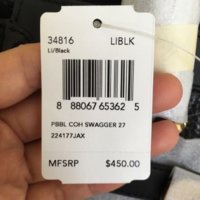 34816 LIBLK
Li/Black
8 88067 65362 5
PBBL COH SWAGGER 27
224177JAX
MFSRP $450.00